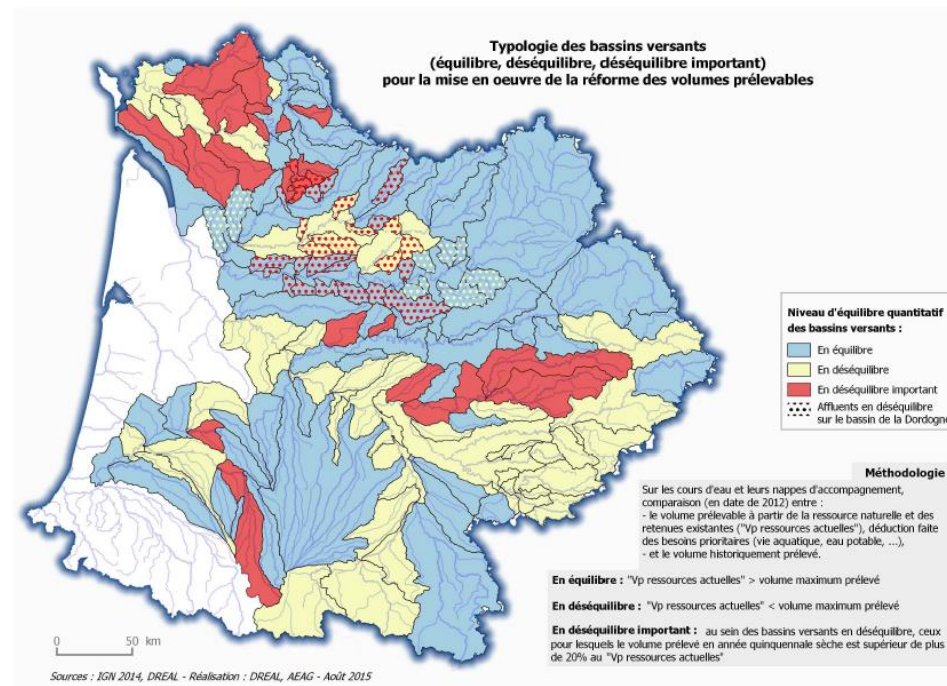 Typologie des bassins versants
(équilibre, déséquilibre, déséquilibre important)
pour la mise en oeuvre de la réforme des volumes prélevables
Niveau d'équilibre quantitatif
des bassins versants :
En équilibre
En déséquilibre
En déséquilibre important
Affluents en déséquilibre
sur le bassin de la Dordogne
Méthodologie
Sur les cours d'eau et leurs nappes d'accompagnement,
comparaison (en date de 2012) entre :
- le volume prélevable à partir de la ressource naturelle et des
retenues existantes ("Vp ressources actuelles"), déduction faite
des besoins prioritaires (vie aquatique, eau potable, ...),
- et le volume historiquement prélevé.
En équilibre : "Vp ressources actuelles" > volume maximum prélevé
En déséquilibre : "Vp ressources actuelles" < volume maximum prélevé
En déséquilibre important : au sein des bassins versants en déséquilibre, ceux
pour lesquels le volume prélevé en année quinquennale sèche est supérieur de plus
de 20% au "Vp ressources actuelles"
0 50 km
Sources : IGN 2014, DREAL - Réalisation : DREAL, AEAG - Août 2015